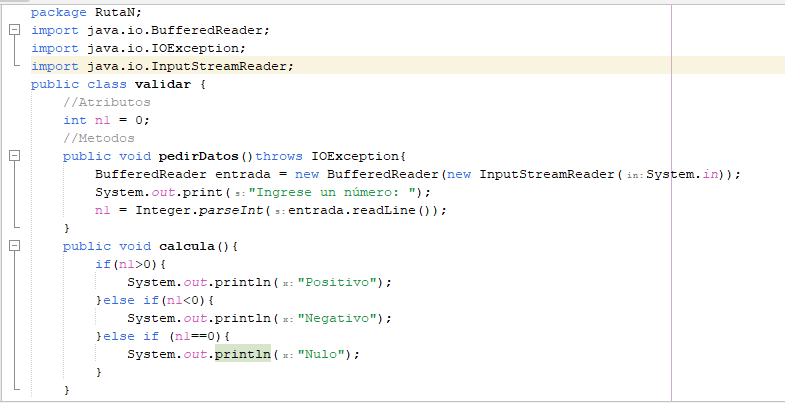 package RutaN;
import java.io.BufferedReader;
import java.io.IOException;
import java.io.InputStreamReader;
public class validar {
//Atributos
int n1 = 0;
//Metodos
public void pedirDatos()throws IOException{
BufferedReader entrada = new BufferedReader(new InputStreamReader(in:System.in));
System.out.print(s:"Ingrese un número: ");
n1 = Integer.parseInt(s:entrada.readLine());
}
public void calcula(){
if(n1>0){
System.out.println(x:"Positivo");
}else if(n1<0){
System.out.println(x:"Negativo");
}else if (n1==0){
System.out.println(x:"Nulo");
}
}